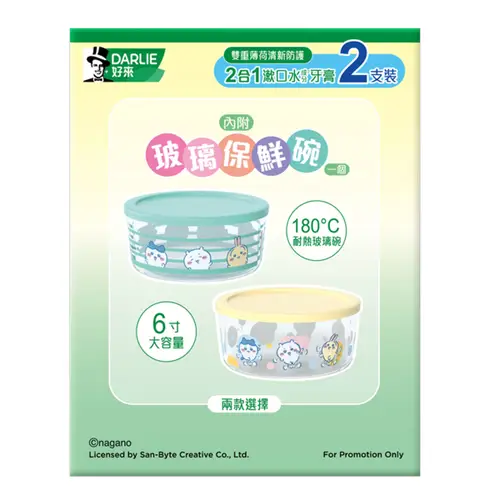 DARLIE
好來
雙重薄荷清新防護
2合1漱口水牙膏2支裝
內附
玻璃保鮮碗
一個
180°C
耐熱玻璃碗
6寸
大容量
兩款選擇
©nagano
Licensed by San-Byte Creative Co., Ltd.
For Promotion Only